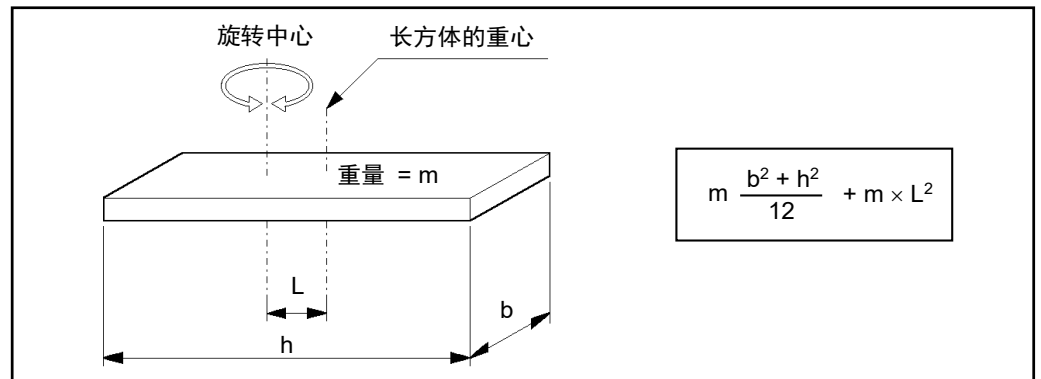 旋转中心
长方体的重心
重量 = m
m (b² + h²)/12 + m × L²
L
b
h